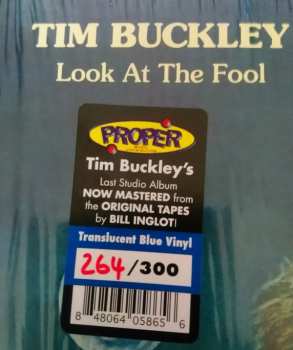 TIM BUCKLEY
Look At The Fool
PROPER
Tim Buckley's
Last Studio Album
NOW MASTERED from
the ORIGINAL TAPES
by BILL INGLOT!
Translucent Blue Vinyl
264/300
8 48064 05865 6